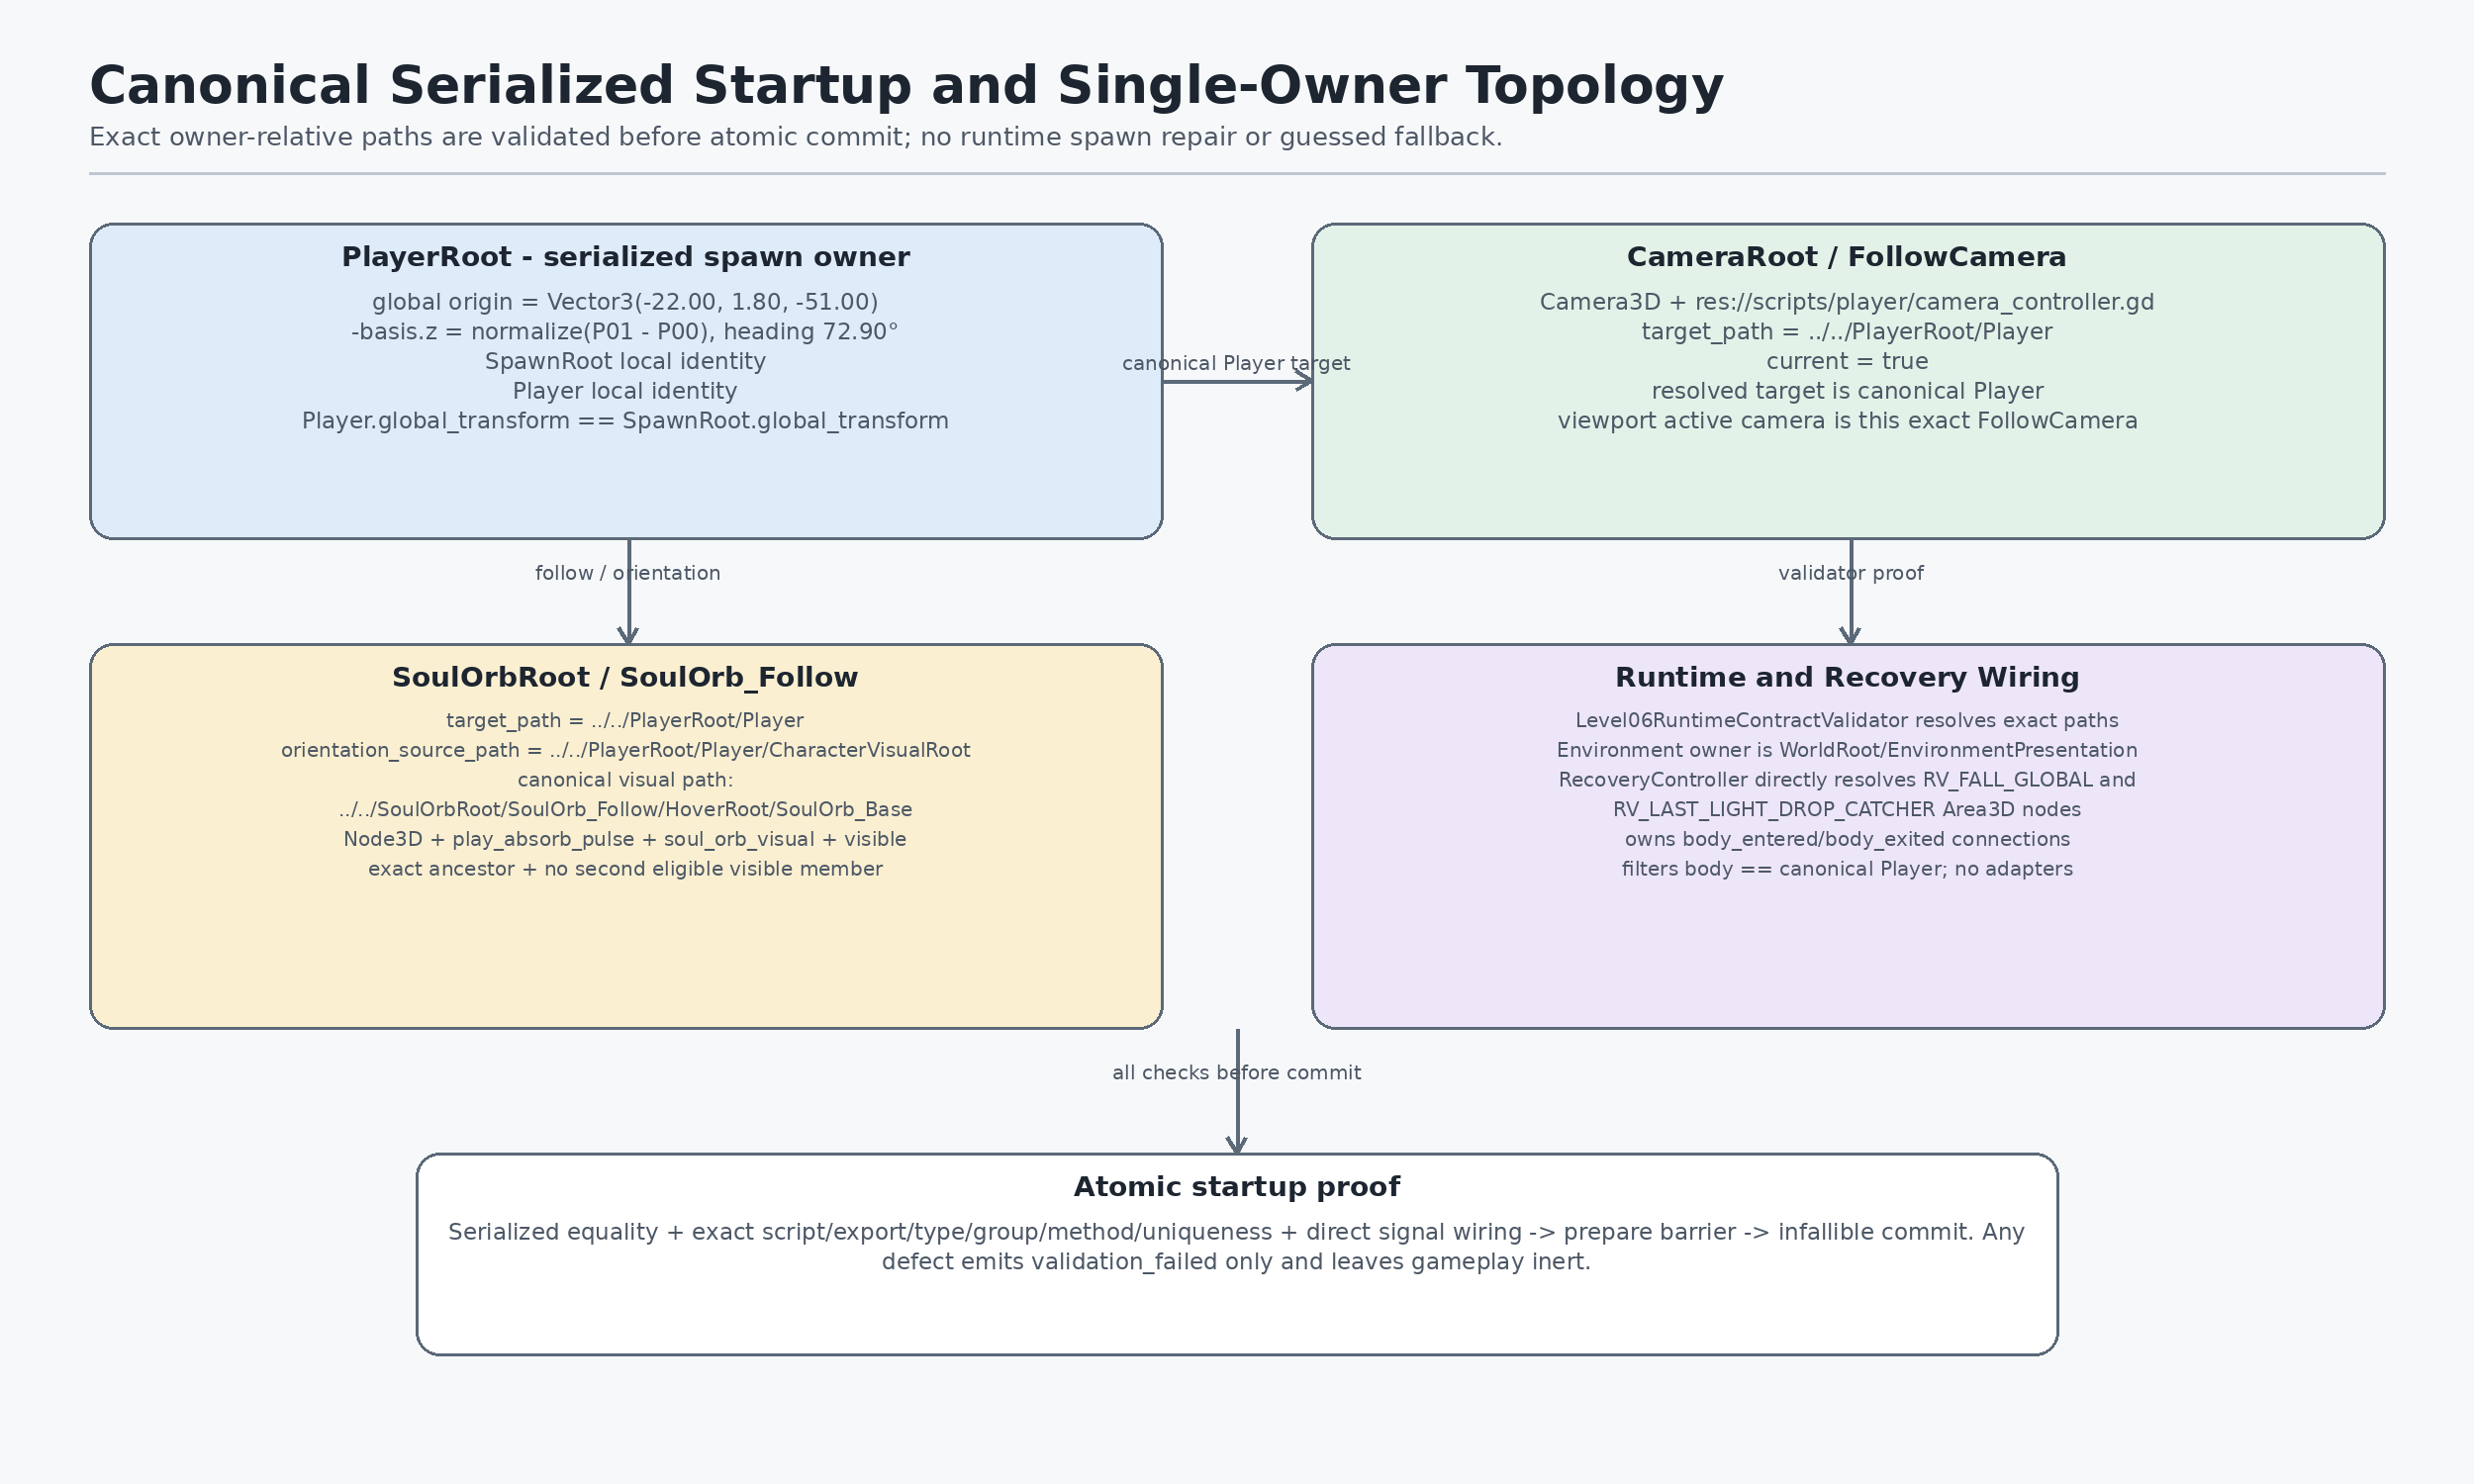 Canonical Serialized Startup and Single-Owner Topology
Exact owner-relative paths are validated before atomic commit; no runtime spawn repair or guessed fallback.
PlayerRoot - serialized spawn owner
global origin = Vector3(-22.00, 1.80, -51.00)
-basis.z = normalize(P01 - P00), heading 72.90°
SpawnRoot local identity
Player local identity
Player.global_transform == SpawnRoot.global_transform
canonical Player target
CameraRoot / FollowCamera
Camera3D + res://scripts/player/camera_controller.gd
target_path = ../../PlayerRoot/Player
current = true
resolved target is canonical Player
viewport active camera is this exact FollowCamera
follow / orientation
validator proof
SoulOrbRoot / SoulOrb_Follow
target_path = ../../PlayerRoot/Player
orientation_source_path = ../../PlayerRoot/Player/CharacterVisualRoot
canonical visual path:
../../SoulOrbRoot/SoulOrb_Follow/HoverRoot/SoulOrb_Base
Node3D + play_absorb_pulse + soul_orb_visual + visible
exact ancestor + no second eligible visible member
Runtime and Recovery Wiring
Level06RuntimeContractValidator resolves exact paths
Environment owner is WorldRoot/EnvironmentPresentation
RecoveryController directly resolves RV_FALL_GLOBAL and
RV_LAST_LIGHT_DROP_CATCHER Area3D nodes
owns body_entered/body_exited connections
filters body == canonical Player; no adapters
all checks before commit
Atomic startup proof
Serialized equality + exact script/export/type/group/method/uniqueness + direct signal wiring -> prepare barrier -> infallible commit. Any
defect emits validation_failed only and leaves gameplay inert.